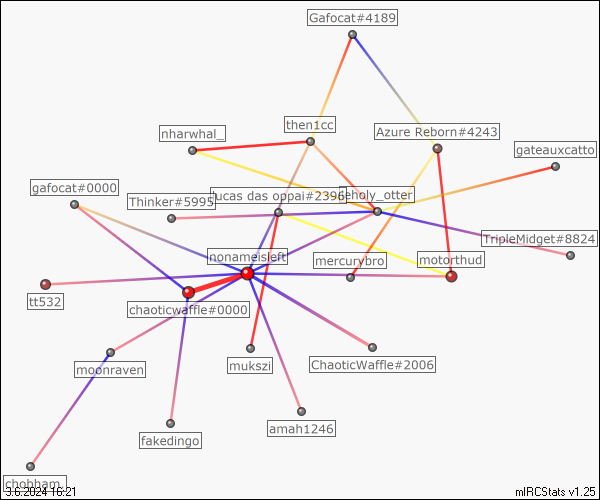 Gafocat#4189
then1cc
nharwhal_
Azure Reborn#4243
gateauxcatto
gafocat#0000
Thinker#5995
lucas das oppai#2396
eholy_otter
TripleMidget#8824
nonameisleft
mercurybro
motorthud
tt532
chaoticwaffle#0000
moonraven
mukszi
ChaoticWaffle#2006
fakedingo
amah1246
chobham_
3.6.2024 16:21
mIRCStats v1.25